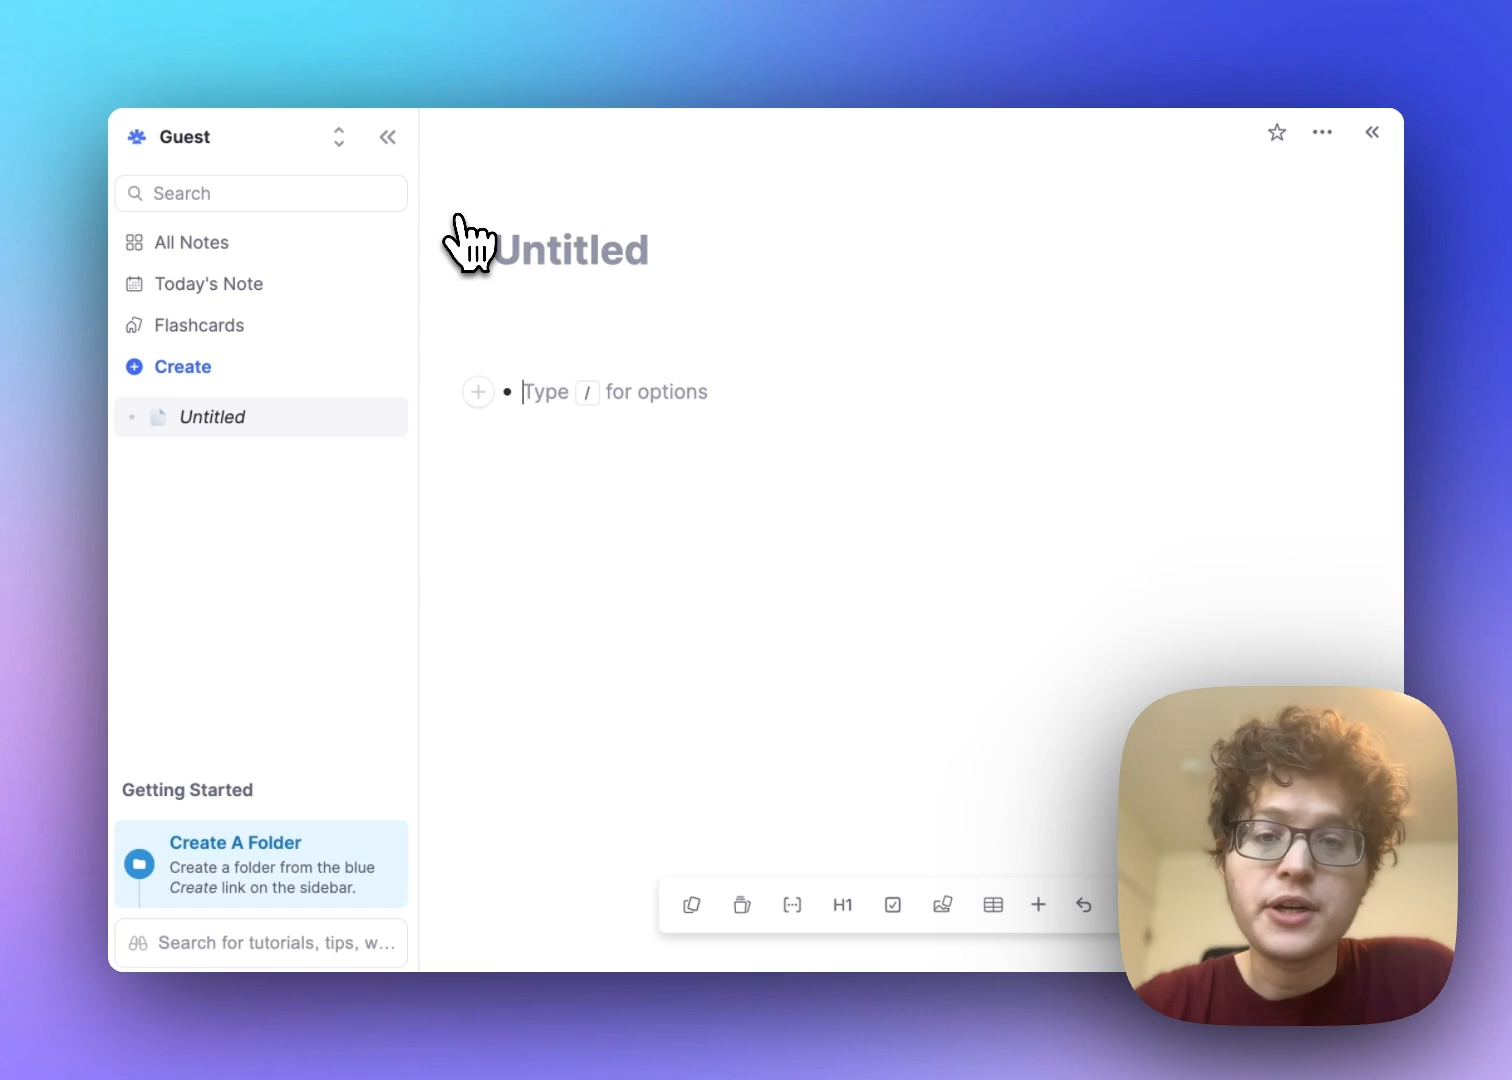 Guest
Search
All Notes
Today's Note
Flashcards
Create
Untitled
Untitled
Type / for options
Getting Started
Create A Folder
Create a folder from the blue
Create link on the sidebar.
Search for tutorials, tips, w...
H1